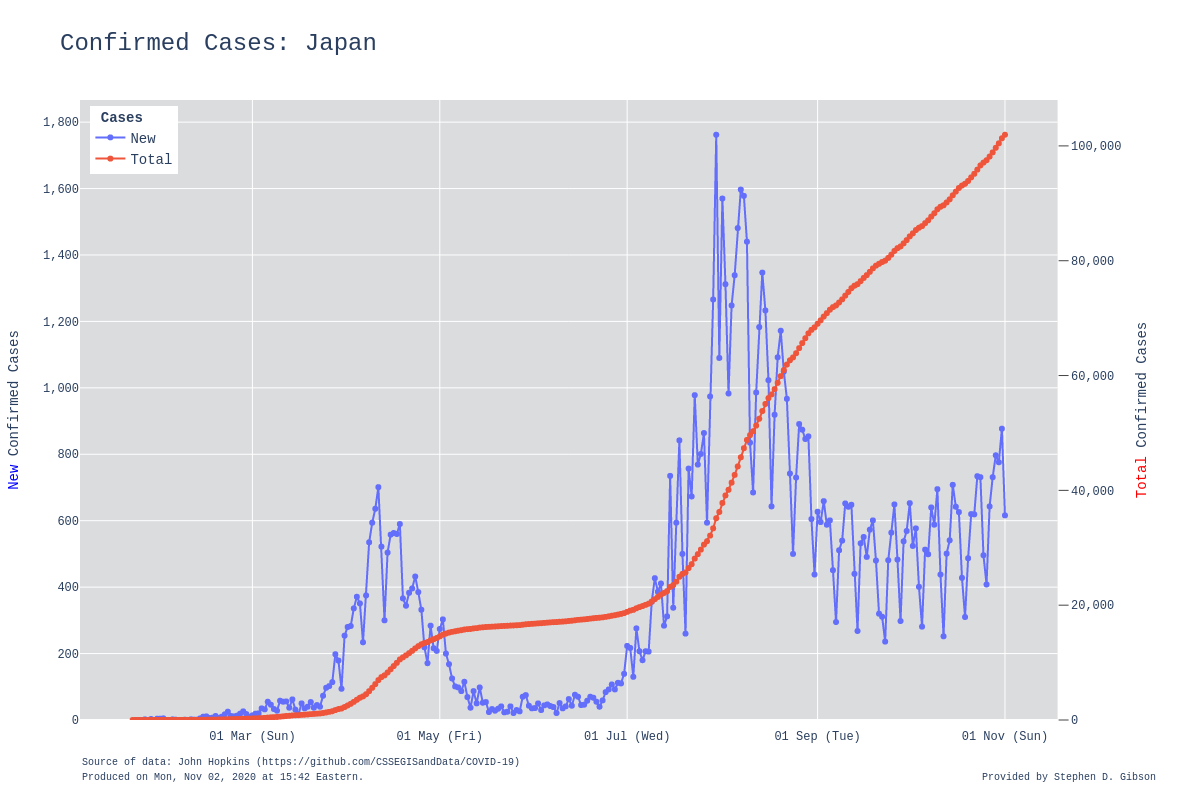 Confirmed Cases: Japan
Cases
New
Total
1,800
1,600
1,400
1,200
1,000
800
600
400
200
0
New Confirmed Cases
100,000
80,000
60,000
40,000
20,000
0
Total Confirmed Cases
01 Mar (Sun) 01 May (Fri) 01 Jul (Wed) 01 Sep (Tue) 01 Nov (Sun)
Source of data: John Hopkins (https://github.com/CSSEGISandData/COVID-19)
Produced on Mon, Nov 02, 2020 at 15:42 Eastern.
Provided by Stephen D. Gibson